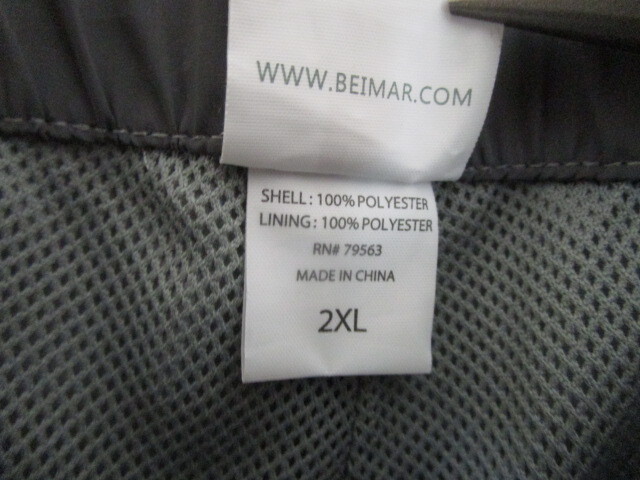 WWW.BEIMAR.COM
SHELL: 100% POLYESTER
LINING: 100% POLYESTER
RN# 79563
MADE IN CHINA
2XL